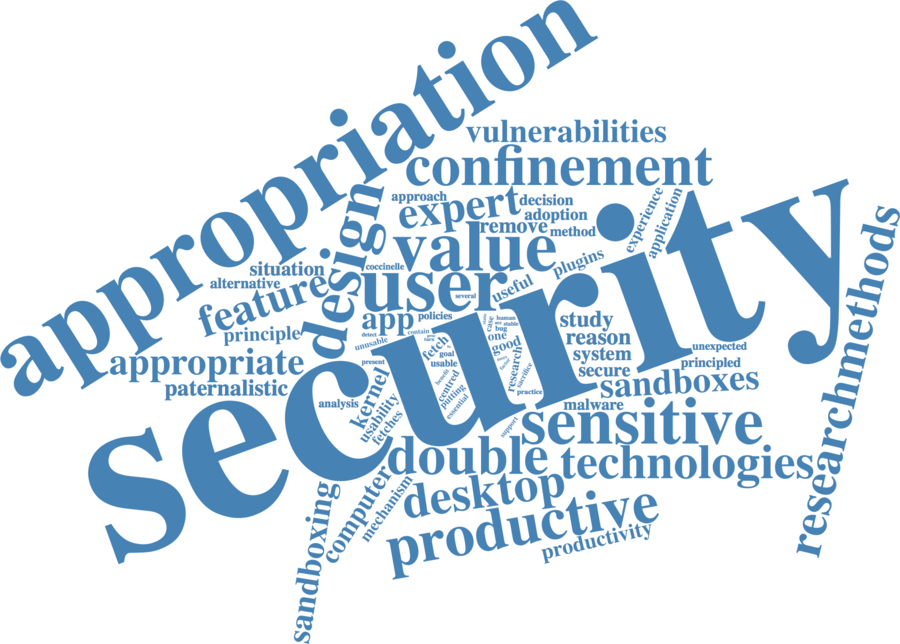 appropriation
vulnerabilities
confinement
approach
expert
decision
adoption
remove
method
experience
application
value
design
situation
alternative
coccinelle
user
several
useful
plugins
feature
principle
app
policies
appropriate
paternalistic
security
researchmethods
study
reason
system
secure
unexpected
principled
sandboxes
malware
detect
contain
unusable
fetch
goal
usable
present
benefit
centred
putting
essential
case
human
stable
bug
one
good
research
sacrifice
practice
support
analysis
kernel
usability
fetches
sensitive
double
technologies
desktop
computer
mechanism
sandboxing
productive
productivity